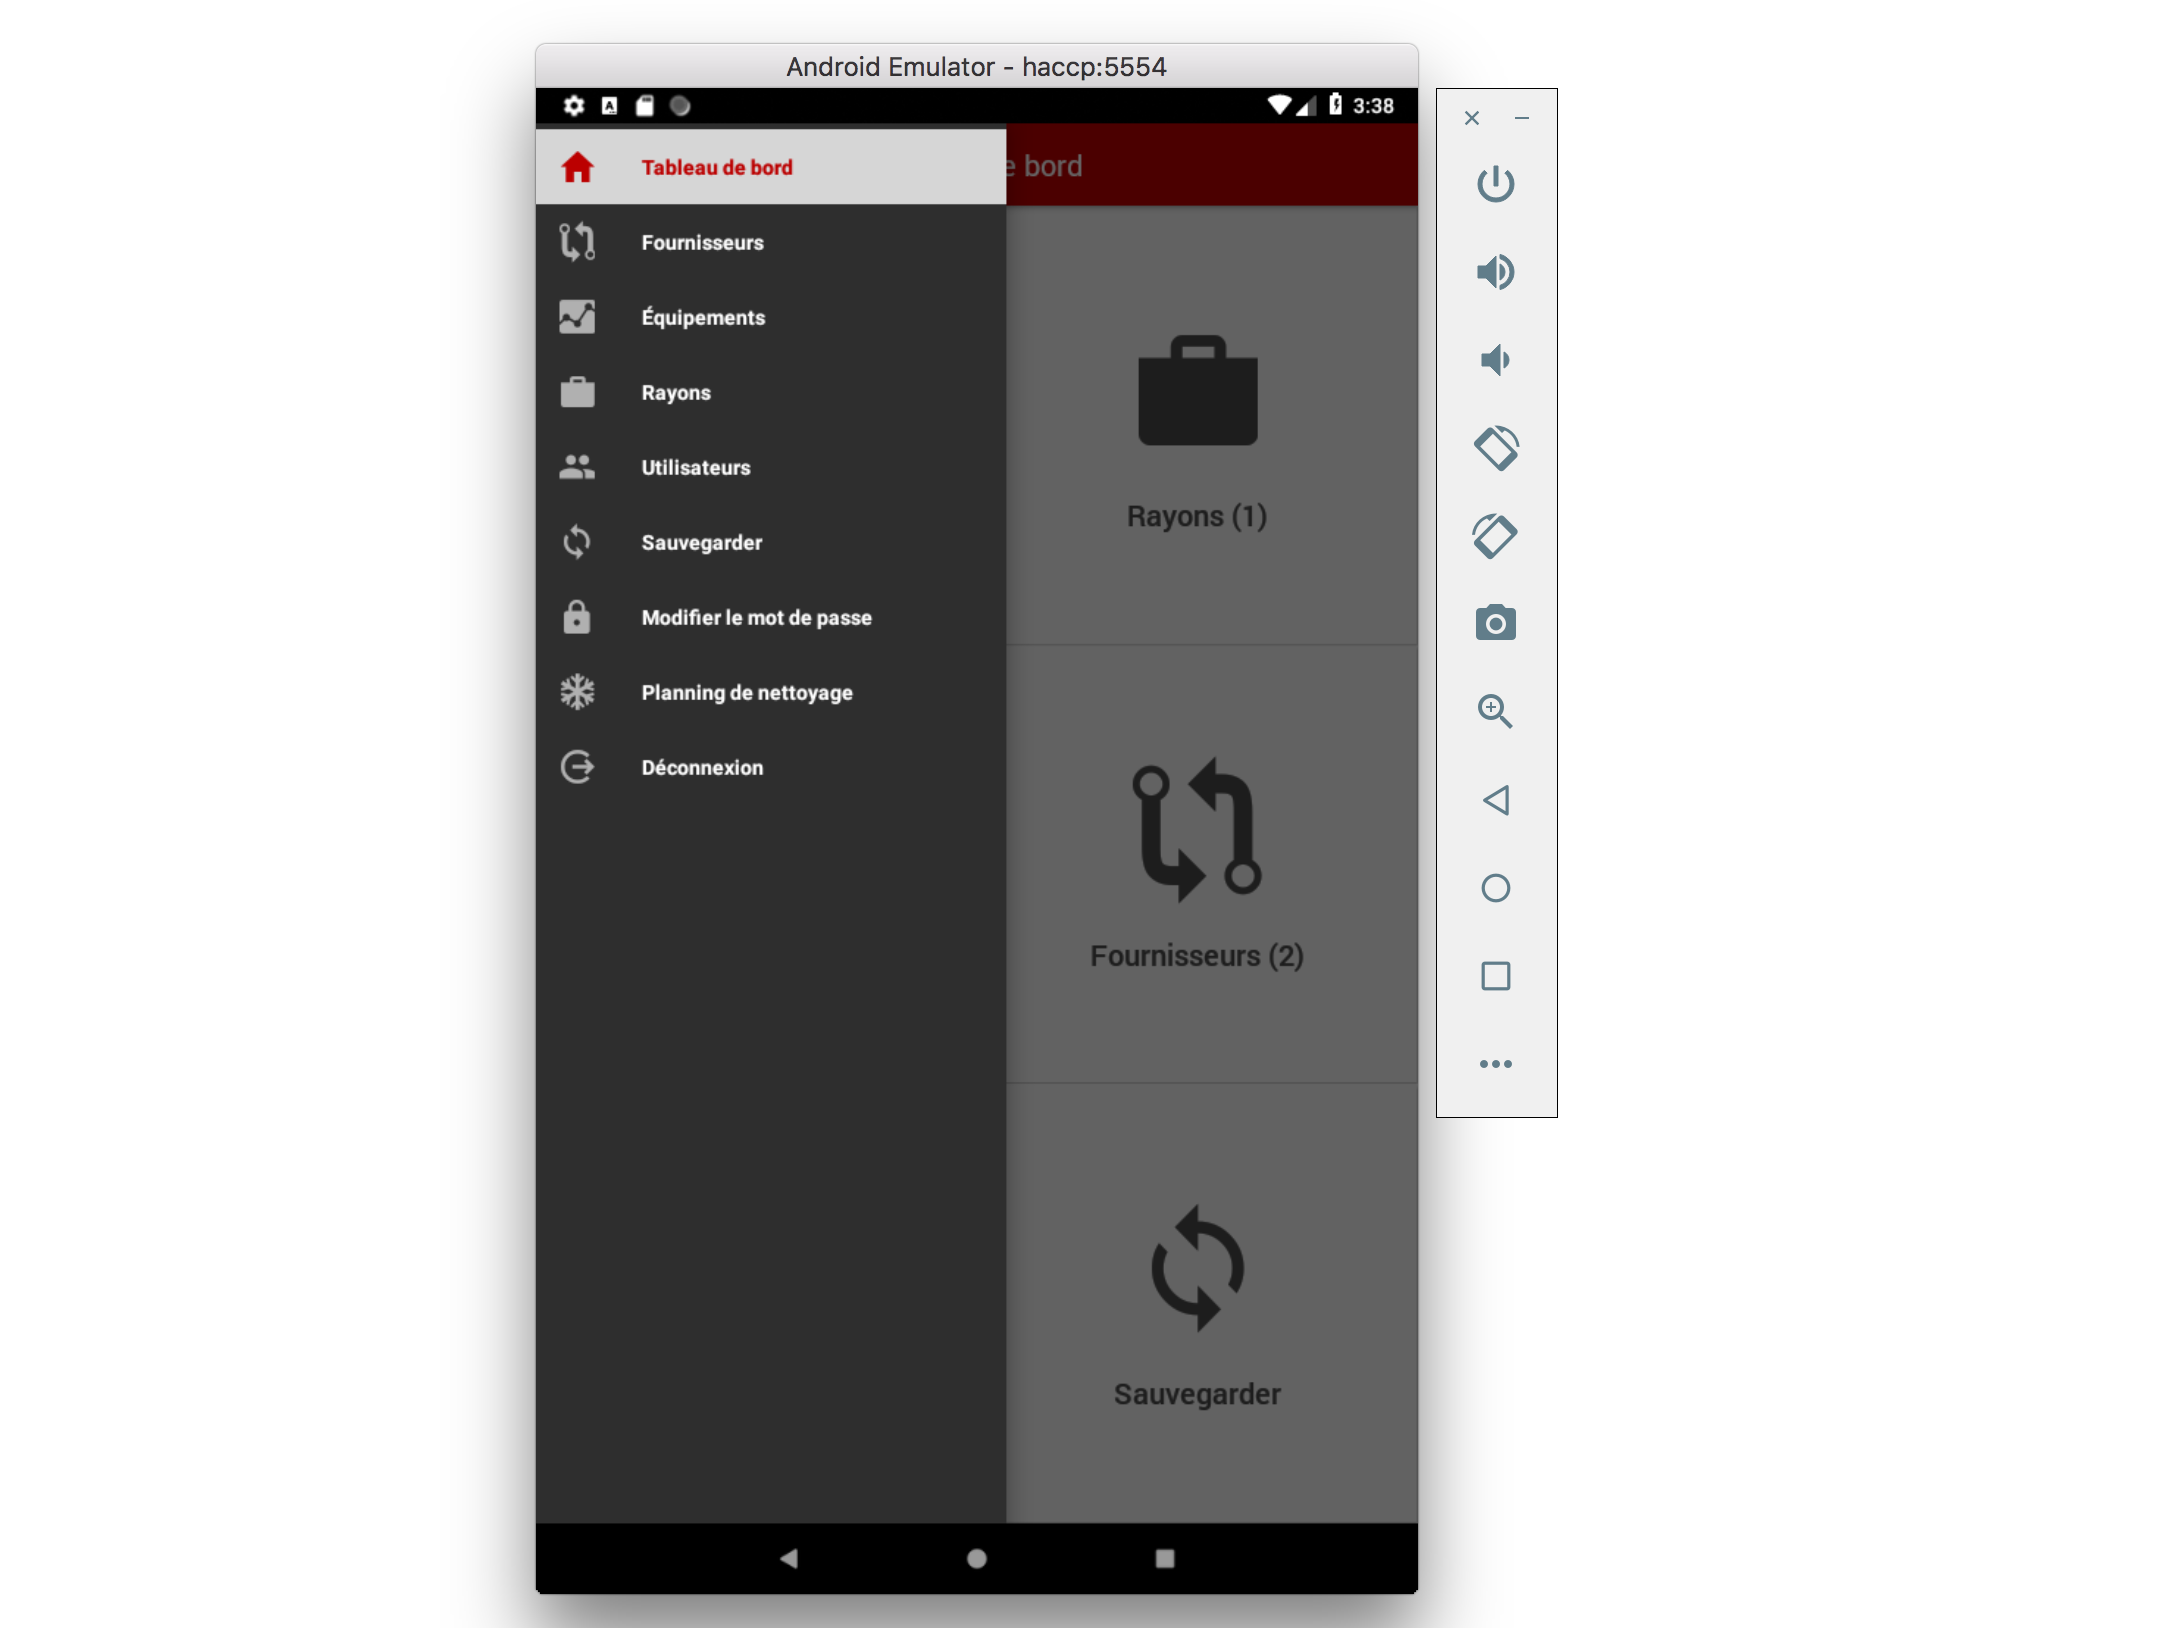 Android Emulator - haccp:5554
3:38
Tableau de bord
e bord
Fournisseurs
Équipements
Rayons
Utilisateurs
Sauvegarder
Modifier le mot de passe
Planning de nettoyage
Déconnexion
Rayons (1)
Fournisseurs (2)
Sauvegarder